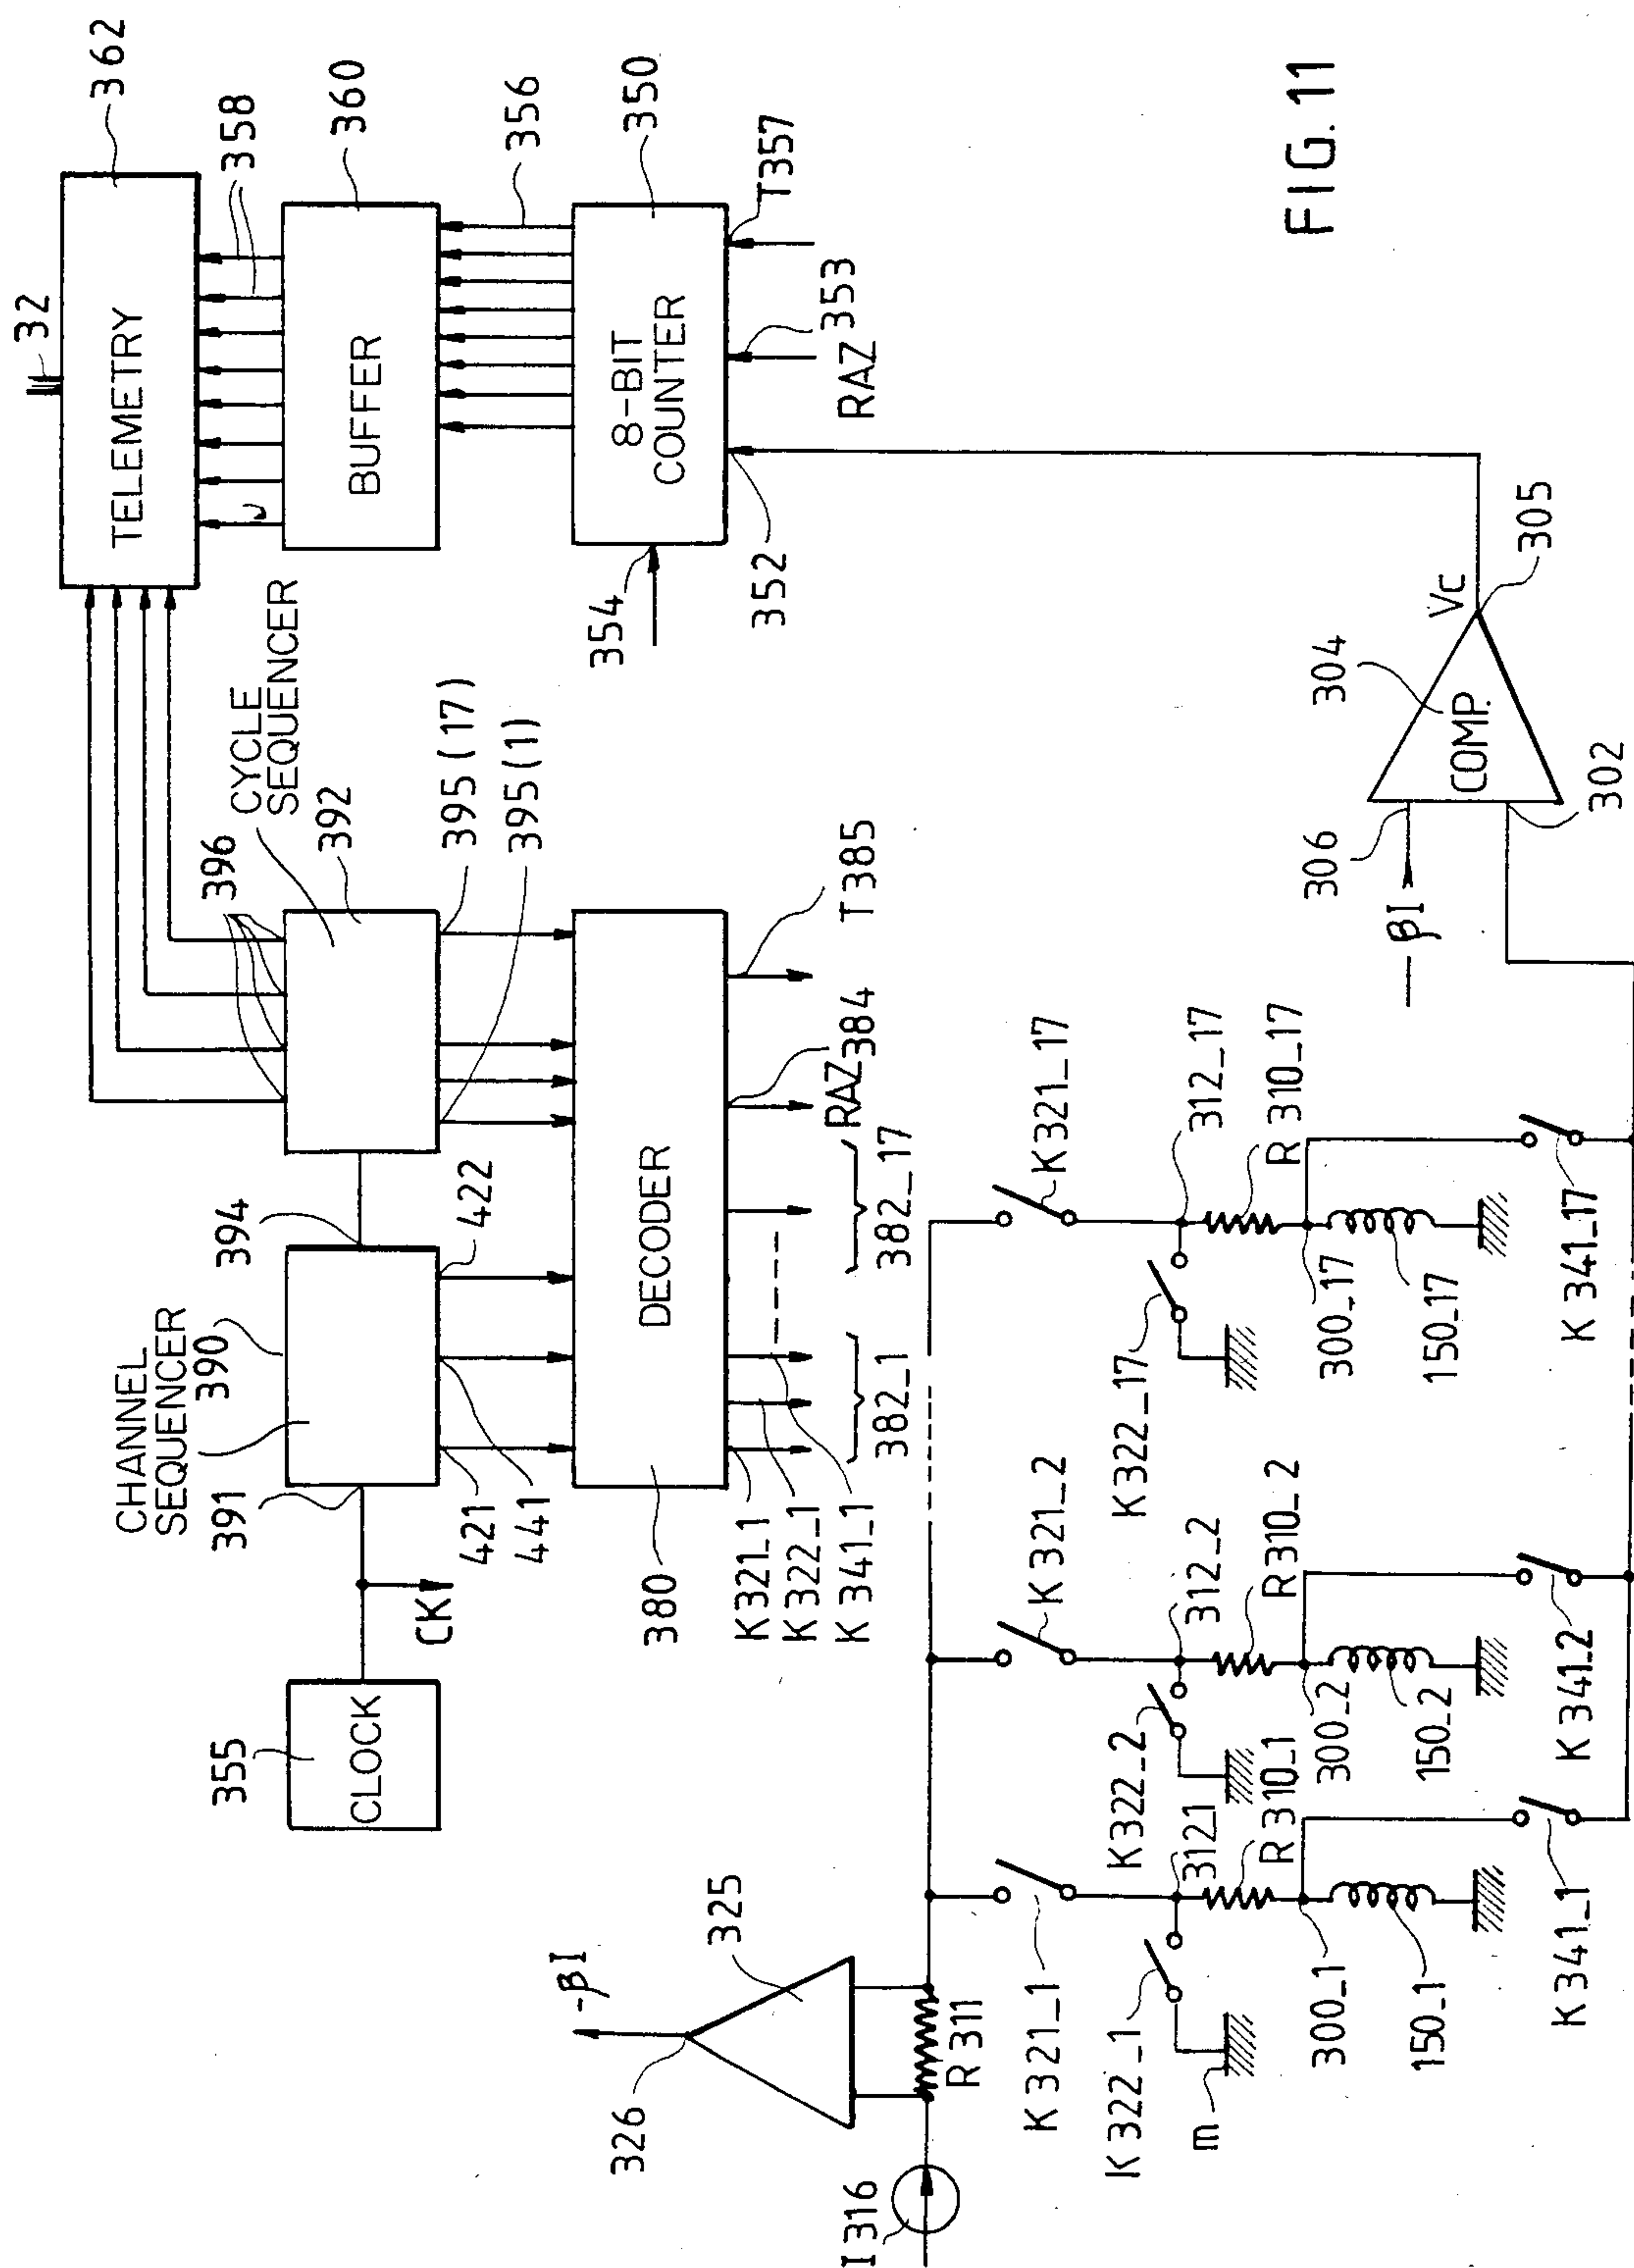 32
362
TELEMETRY
358
BUFFER
360
356
8-BIT
COUNTER
350
T357
353
RAZ
354
352
CYCLE
SEQUENCER
392
396
395 (17)
395 (1)
CHANNEL
SEQUENCER
390
391
394
422
421
441
355
CLOCK
CK
380
DECODER
K321_1
K322_1
K341_1
382_1
382_17
RAZ
384
T385
-βI
326
325
I316
R311
K321_1
K322_1
m
3121
R310_1
300_1
150_1
K341_1
K321_2
K322_2
312_2
R310_2
300_2
150_2
K341_2
K321_17
K322_17
312_17
R310_17
300_17
150_17
K341_17
βI
306
302
304
COMP.
Vc
305
FIG. 11